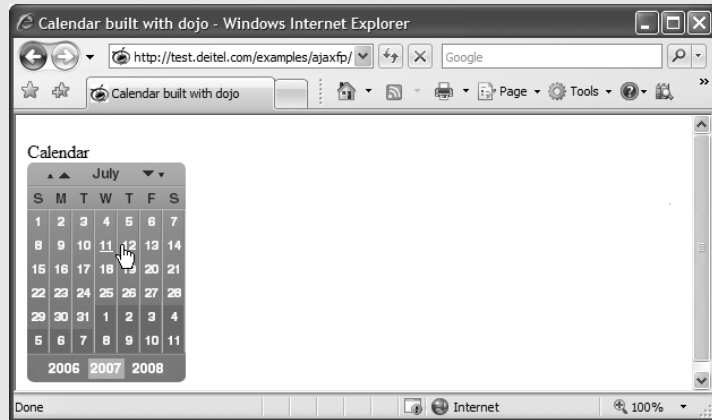 Calendar built with dojo - Windows Internet Explorer
http://test.deitel.com/examples/ajaxfp/
Google
Calendar built with dojo
Page
Tools
»
Calendar
July
S M T W T F S
1 2 3 4 5 6 7
8 9 10 11 12 13 14
15 16 17 18 19 20 21
22 23 24 25 26 27 28
29 30 31 1 2 3 4
5 6 7 8 9 10 11
2006 2007 2008
Done
Internet
100%